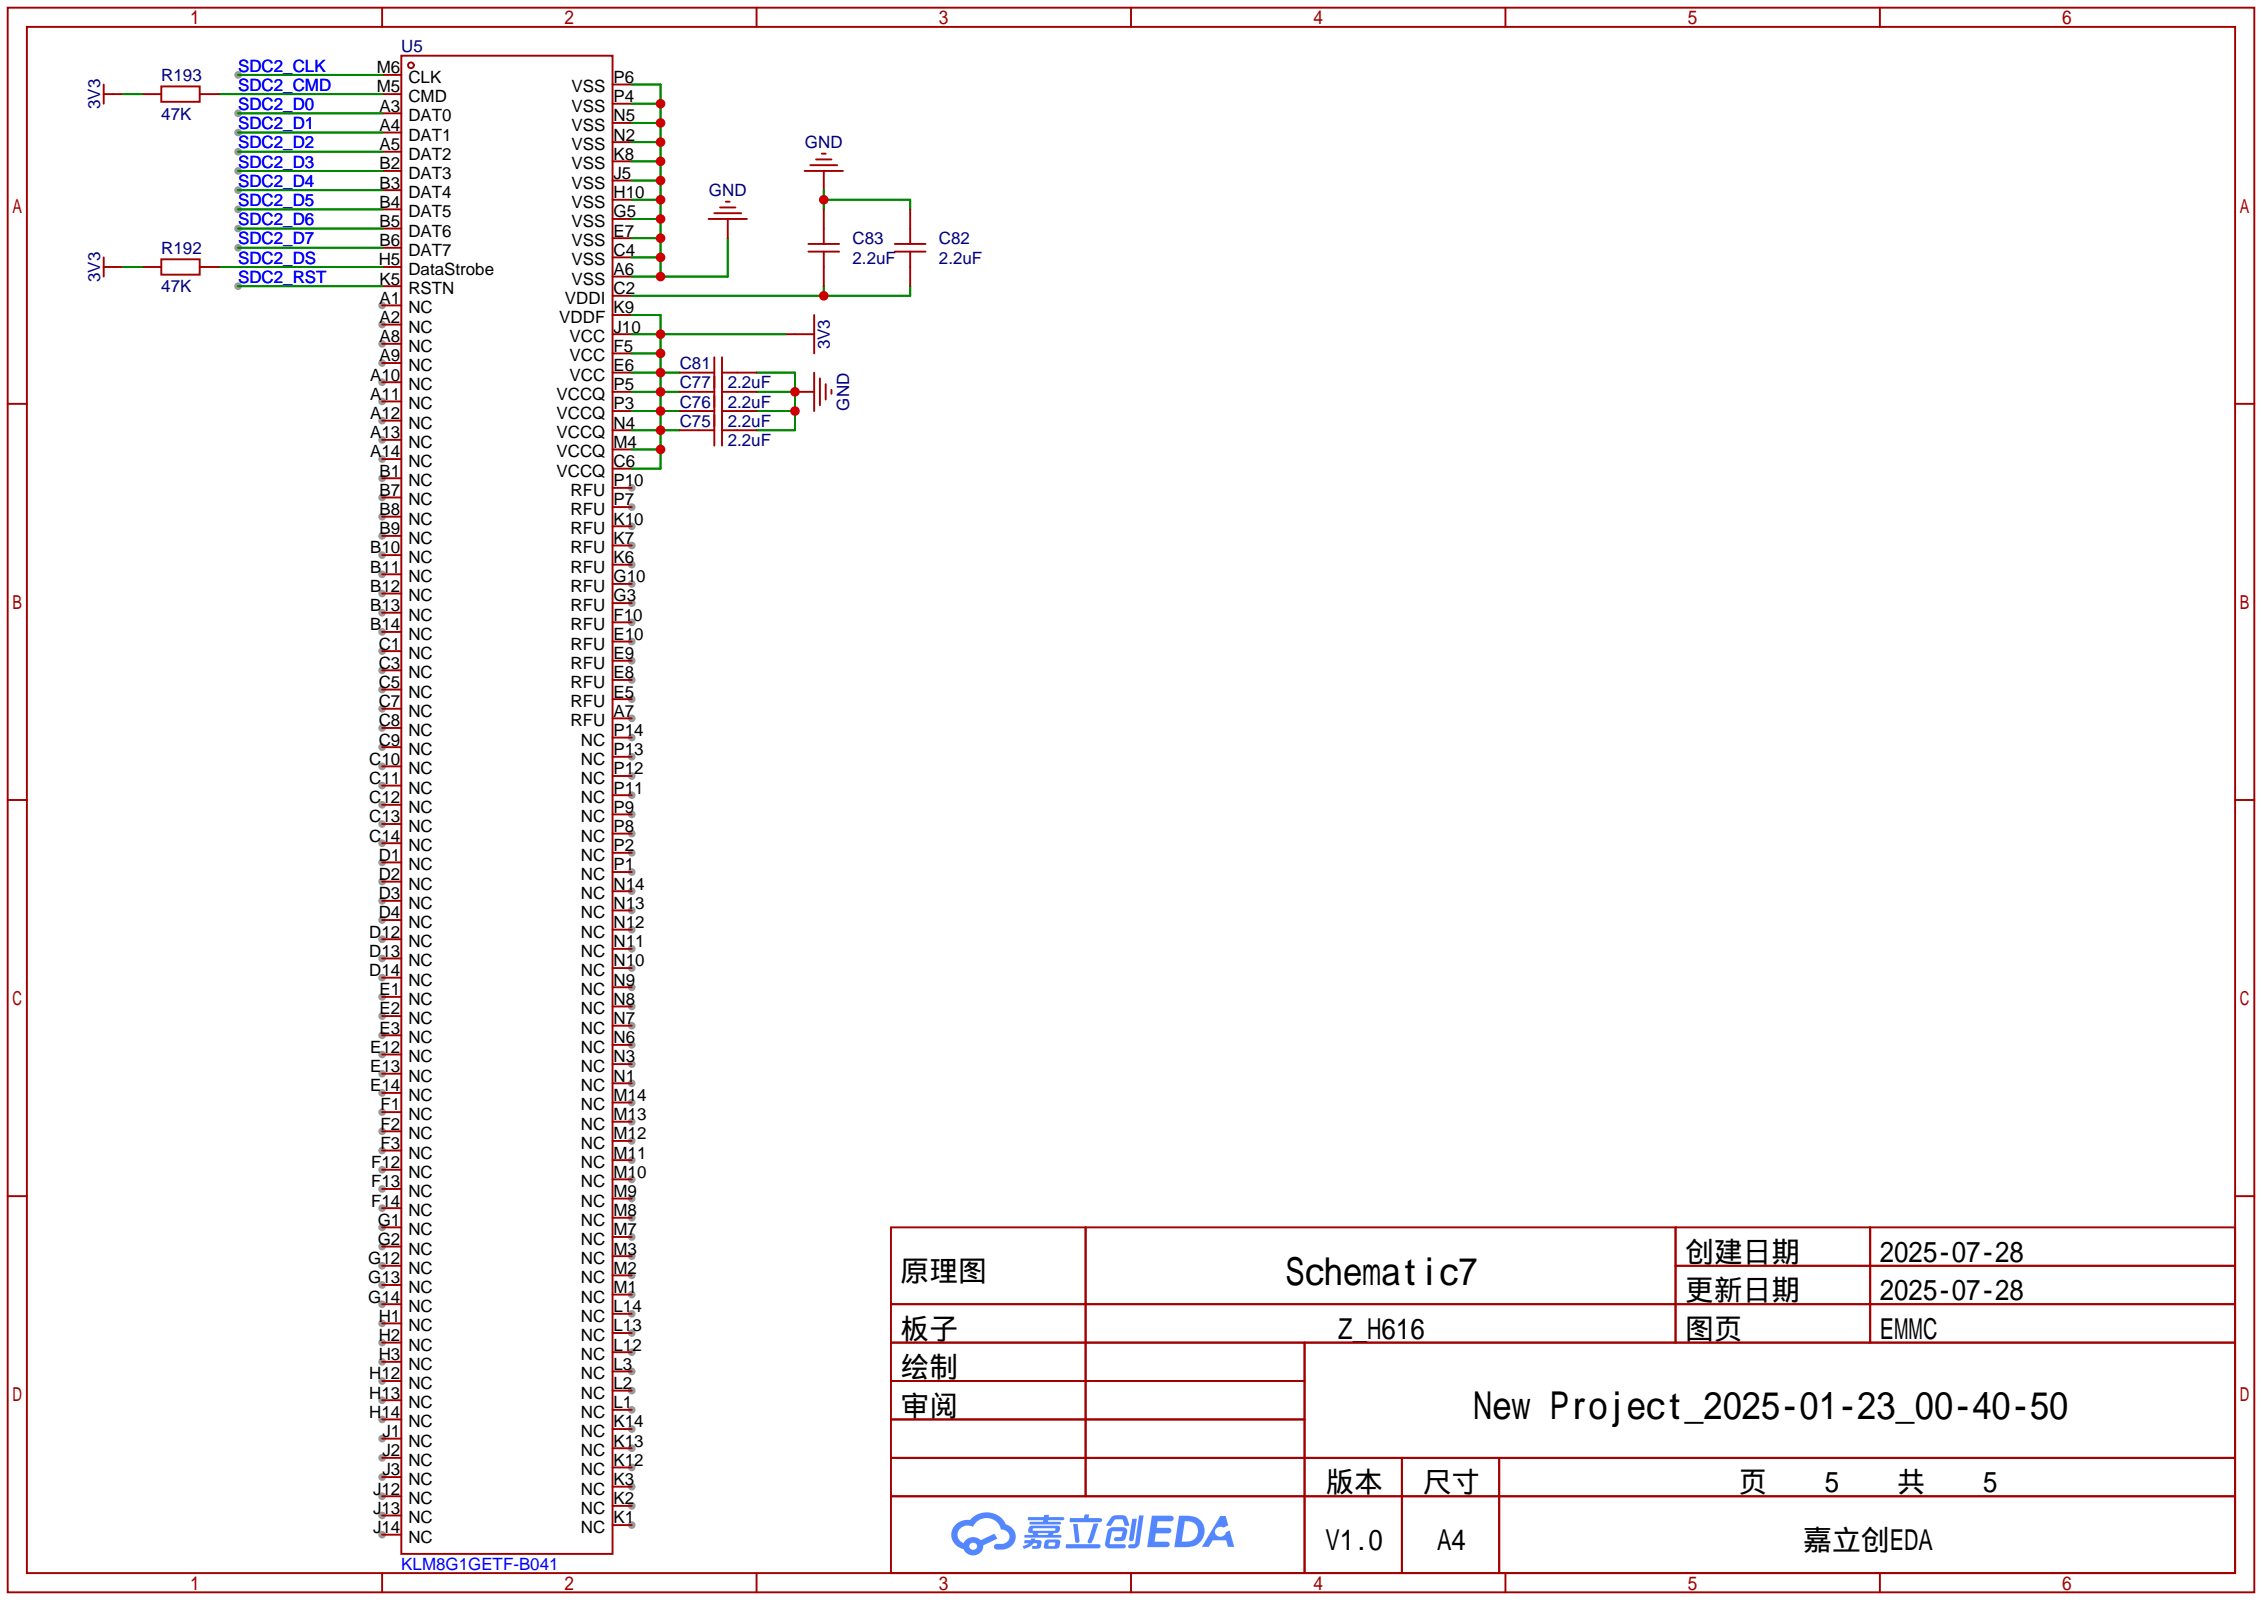 1 2 3 4 5 6
U5
SDC2_CLK M6 CLK
R193 47K 3V3
SDC2_CMD M5 CMD
SDC2_D0 A3 DAT0
SDC2_D1 A4 DAT1
SDC2_D2 A5 DAT2
SDC2_D3 B2 DAT3
SDC2_D4 B3 DAT4
SDC2_D5 B4 DAT5
SDC2_D6 B5 DAT6
SDC2_D7 B6 DAT7
R192 47K 3V3
SDC2_DS H5 DataStrobe
SDC2_RST K5 RSTN
A1 NC
A2 NC
A8 NC
A9 NC
A10 NC
A11 NC
A12 NC
A13 NC
A14 NC
B1 NC
B7 NC
B8 NC
B9 NC
B10 NC
B11 NC
B12 NC
B13 NC
B14 NC
C1 NC
C3 NC
C5 NC
C7 NC
C8 NC
C9 NC
C10 NC
C11 NC
C12 NC
C13 NC
C14 NC
D1 NC
D2 NC
D3 NC
D4 NC
D12 NC
D13 NC
D14 NC
E1 NC
E2 NC
E3 NC
E12 NC
E13 NC
E14 NC
F1 NC
F2 NC
F3 NC
F12 NC
F13 NC
F14 NC
G1 NC
G2 NC
G12 NC
G13 NC
G14 NC
H1 NC
H2 NC
H3 NC
H12 NC
H13 NC
H14 NC
J1 NC
J2 NC
J3 NC
J12 NC
J13 NC
J14 NC
VSS P6
VSS P4
VSS N5
VSS N2
VSS K8
VSS J5
VSS H10
VSS G5
VSS E7
VSS C4
VSS A6
VDDI C2
VDDF K9
VCC J10
VCC F5
VCC E6
VCCQ P5
VCCQ P3
VCCQ N4
VCCQ M4
VCCQ C6
RFU P10
RFU P7
RFU K10
RFU K7
RFU K6
RFU G10
RFU G3
RFU F10
RFU E10
RFU E9
RFU E8
RFU E5
RFU A7
NC P14
NC P13
NC P12
NC P11
NC P9
NC P8
NC P2
NC P1
NC N14
NC N13
NC N12
NC N11
NC N10
NC N9
NC N8
NC N7
NC N6
NC N3
NC N1
NC M14
NC M13
NC M12
NC M11
NC M10
NC M9
NC M8
NC M7
NC M3
NC M2
NC M1
NC L14
NC L13
NC L12
NC L3
NC L2
NC L1
NC K14
NC K13
NC K12
NC K3
NC K2
NC K1
KLM8G1GETF-B041
GND
GND
C83 2.2uF
C82 2.2uF
3V3
C81 2.2uF
C77 2.2uF
C76 2.2uF
C75 2.2uF
GND
A A
B B
C C
D D
原理图 Schematic7 创建日期 2025-07-28
更新日期 2025-07-28
板子 Z_H616 图页 EMMC
绘制
审阅
New Project_2025-01-23_00-40-50
版本 尺寸 页 5 共 5
嘉立创EDA V1.0 A4 嘉立创EDA
1 2 3 4 5 6